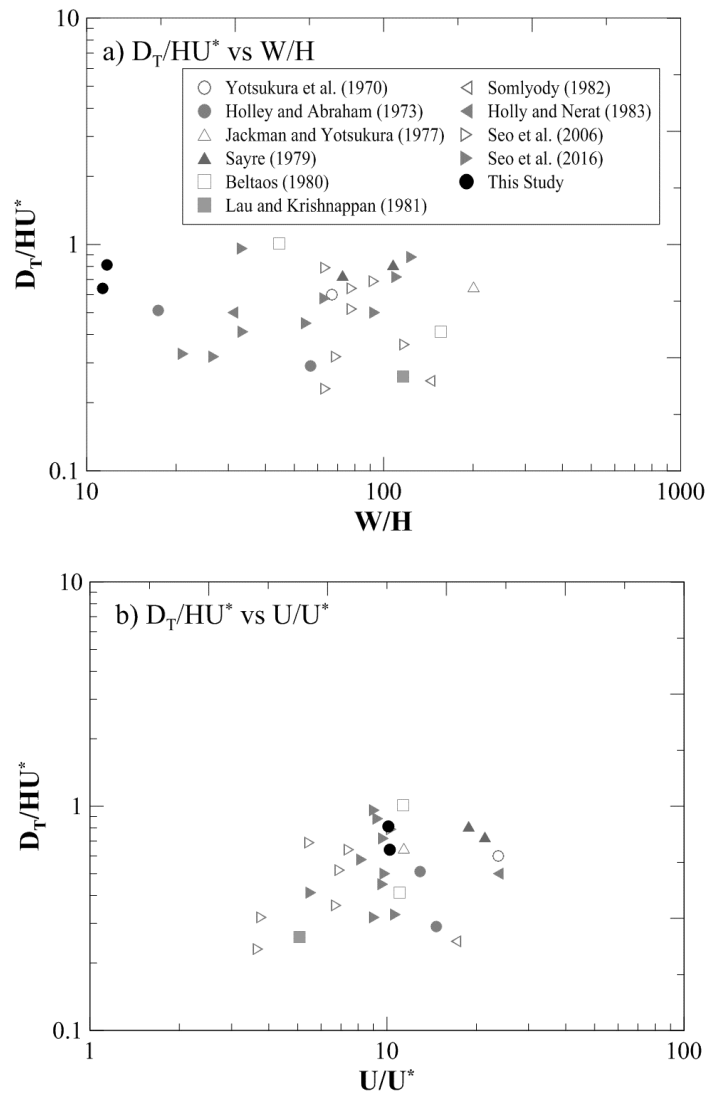 10
a) D_T/HU* vs W/H
Yotsukura et al. (1970)
Holley and Abraham (1973)
Jackman and Yotsukura (1977)
Sayre (1979)
Beltaos (1980)
Lau and Krishnappan (1981)
Somlyody (1982)
Holly and Nerat (1983)
Seo et al. (2006)
Seo et al. (2016)
This Study
D_T/HU*
1
0.1
10
100
1000
W/H
10
b) D_T/HU* vs U/U*
D_T/HU*
1
0.1
1
10
100
U/U*